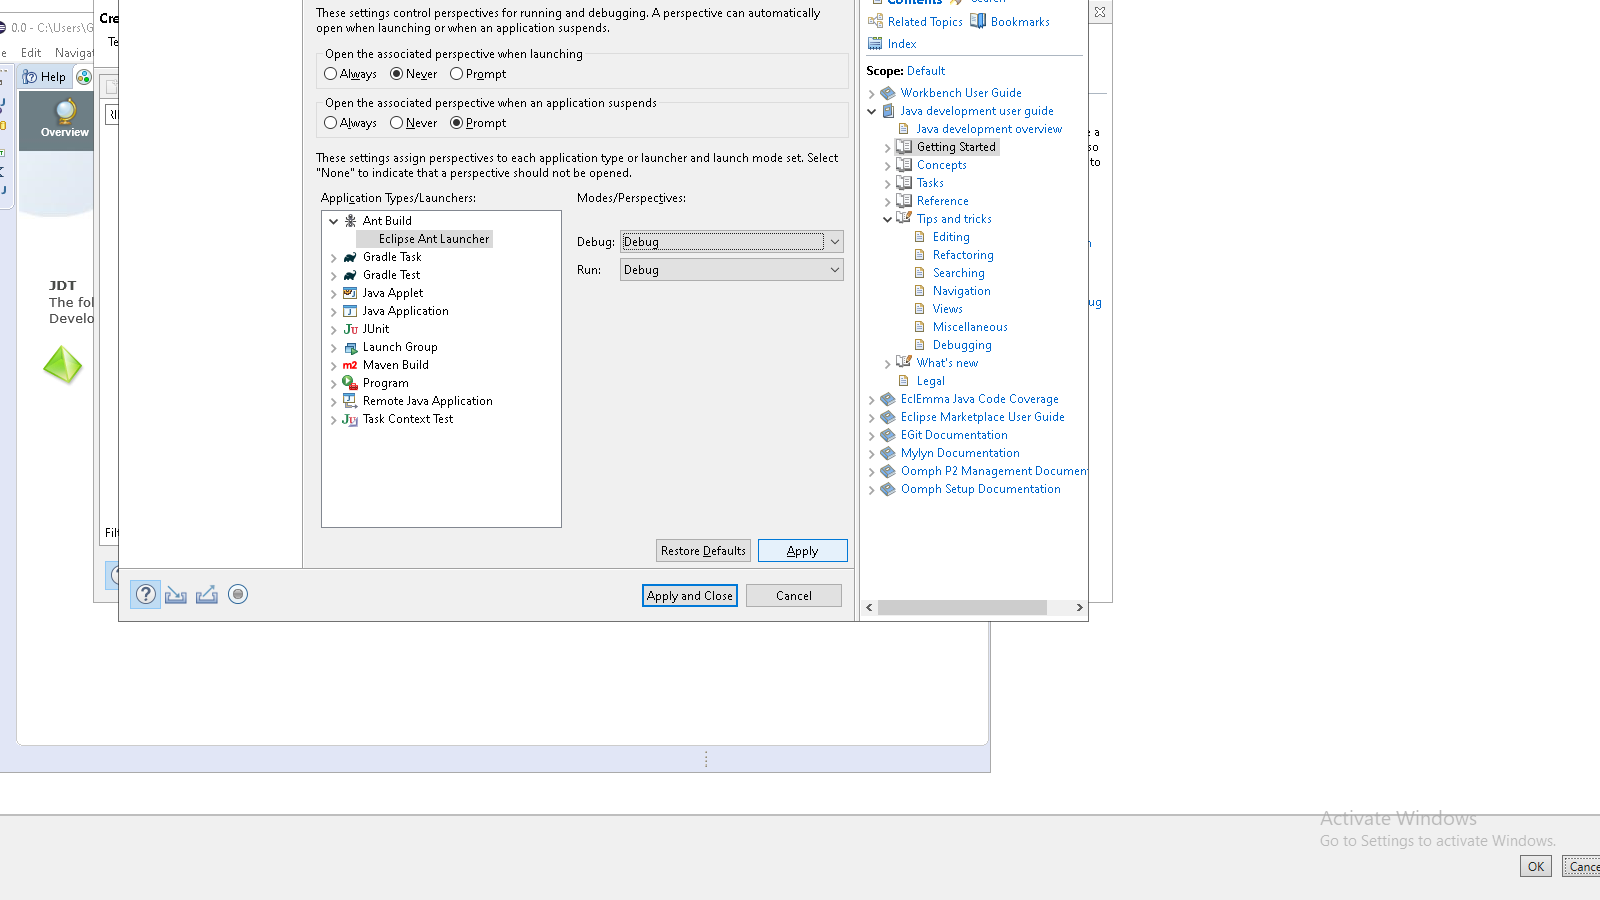 0.0 - C:\Users\G
Edit
Navigat
Help
Overview
JDT
The fol
Develo
Cre
Te
Filt
These settings control perspectives for running and debugging. A perspective can automatically
open when launching or when an application suspends.
Open the associated perspective when launching
Always
Never
Prompt
Open the associated perspective when an application suspends
Always
Never
Prompt
These settings assign perspectives to each application type or launcher and launch mode set. Select
"None" to indicate that a perspective should not be opened.
Application Types/Launchers:
Modes/Perspectives:
Ant Build
Eclipse Ant Launcher
Gradle Task
Gradle Test
Java Applet
Java Application
JUnit
Launch Group
Maven Build
Program
Remote Java Application
Task Context Test
Debug:
Debug
Run:
Debug
Restore Defaults
Apply
Apply and Close
Cancel
Contents
Search
Related Topics
Bookmarks
Index
Scope: Default
Workbench User Guide
Java development user guide
Java development overview
Getting Started
Concepts
Tasks
Reference
Tips and tricks
Editing
Refactoring
Searching
Navigation
Views
Miscellaneous
Debugging
What's new
Legal
EclEmma Java Code Coverage
Eclipse Marketplace User Guide
EGit Documentation
Mylyn Documentation
Oomph P2 Management Documen
Oomph Setup Documentation
e a
so
to
n
ug
Activate Windows
Go to Settings to activate Windows.
OK
Cance